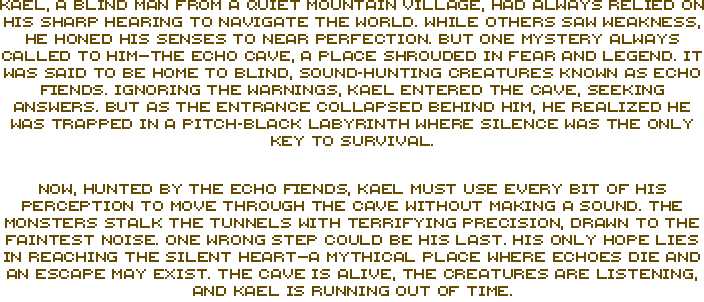 KAEL, A BLIND MAN FROM A QUIET MOUNTAIN VILLAGE, HAD ALWAYS RELIED ON
HIS SHARP HEARING TO NAVIGATE THE WORLD. WHILE OTHERS SAW WEAKNESS,
HE HONED HIS SENSES TO NEAR PERFECTION. BUT ONE MYSTERY ALWAYS
CALLED TO HIM—THE ECHO CAVE, A PLACE SHROUDED IN FEAR AND LEGEND. IT
WAS SAID TO BE HOME TO BLIND, SOUND-HUNTING CREATURES KNOWN AS ECHO
FIENDS. IGNORING THE WARNINGS, KAEL ENTERED THE CAVE, SEEKING
ANSWERS. BUT AS THE ENTRANCE COLLAPSED BEHIND HIM, HE REALIZED HE
WAS TRAPPED IN A PITCH-BLACK LABYRINTH WHERE SILENCE WAS THE ONLY
KEY TO SURVIVAL.
NOW, HUNTED BY THE ECHO FIENDS, KAEL MUST USE EVERY BIT OF HIS
PERCEPTION TO MOVE THROUGH THE CAVE WITHOUT MAKING A SOUND. THE
MONSTERS STALK THE TUNNELS WITH TERRIFYING PRECISION, DRAWN TO THE
FAINTEST NOISE. ONE WRONG STEP COULD BE HIS LAST. HIS ONLY HOPE LIES
IN REACHING THE SILENT HEART—A MYTHICAL PLACE WHERE ECHOES DIE AND
AN ESCAPE MAY EXIST. THE CAVE IS ALIVE, THE CREATURES ARE LISTENING,
AND KAEL IS RUNNING OUT OF TIME.